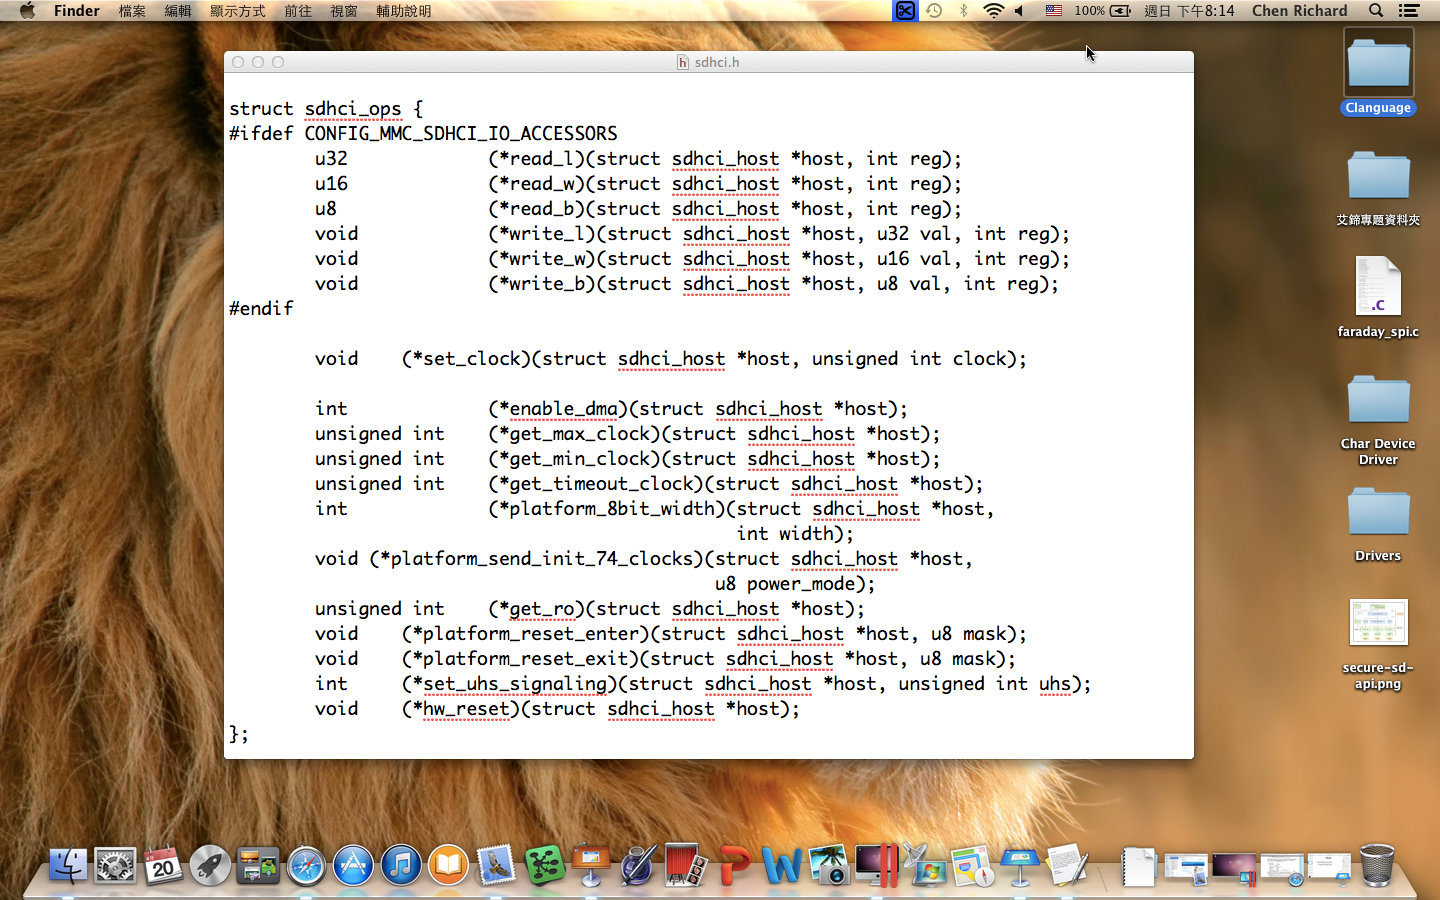 Finder 檔案 編輯 顯示方式 前往 視窗 輔助說明 100% 週日 下午8:14 Chen Richard
sdhci.h
struct sdhci_ops {
#ifdef CONFIG_MMC_SDHCI_IO_ACCESSORS
u32 (*read_l)(struct sdhci_host *host, int reg);
u16 (*read_w)(struct sdhci_host *host, int reg);
u8 (*read_b)(struct sdhci_host *host, int reg);
void (*write_l)(struct sdhci_host *host, u32 val, int reg);
void (*write_w)(struct sdhci_host *host, u16 val, int reg);
void (*write_b)(struct sdhci_host *host, u8 val, int reg);
#endif
void (*set_clock)(struct sdhci_host *host, unsigned int clock);
int (*enable_dma)(struct sdhci_host *host);
unsigned int (*get_max_clock)(struct sdhci_host *host);
unsigned int (*get_min_clock)(struct sdhci_host *host);
unsigned int (*get_timeout_clock)(struct sdhci_host *host);
int (*platform_8bit_width)(struct sdhci_host *host,
int width);
void (*platform_send_init_74_clocks)(struct sdhci_host *host,
u8 power_mode);
unsigned int (*get_ro)(struct sdhci_host *host);
void (*platform_reset_enter)(struct sdhci_host *host, u8 mask);
void (*platform_reset_exit)(struct sdhci_host *host, u8 mask);
int (*set_uhs_signaling)(struct sdhci_host *host, unsigned int uhs);
void (*hw_reset)(struct sdhci_host *host);
};
Clanguage
艾鍗專題資料夾
.C
faraday_spi.c
Char Device
Driver
Drivers
secure-sd-
api.png
20